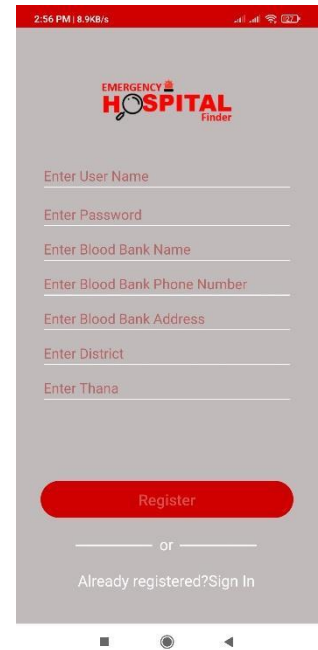 2:56 PM | 8.9KB/s
27
EMERGENCY
HOSPITAL
Finder
Enter User Name
Enter Password
Enter Blood Bank Name
Enter Blood Bank Phone Number
Enter Blood Bank Address
Enter District
Enter Thana
Register
or
Already registered?Sign In